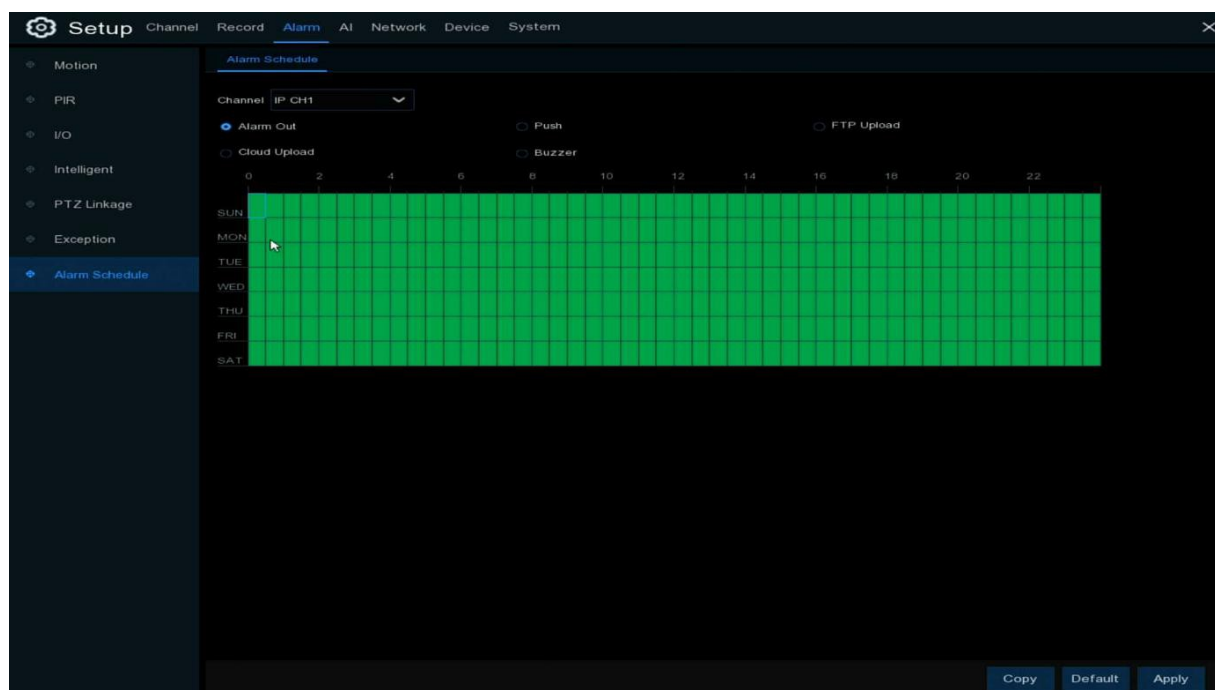 Setup Channel Record Alarm AI Network Device System
Motion
PIR
I/O
Intelligent
PTZ Linkage
Exception
Alarm Schedule
Alarm Schedule
Channel IP CH1
Alarm Out Push FTP Upload
Cloud Upload Buzzer
0 2 4 6 8 10 12 14 16 18 20 22
SUN
MON
TUE
WED
THU
FRI
SAT
Copy Default Apply